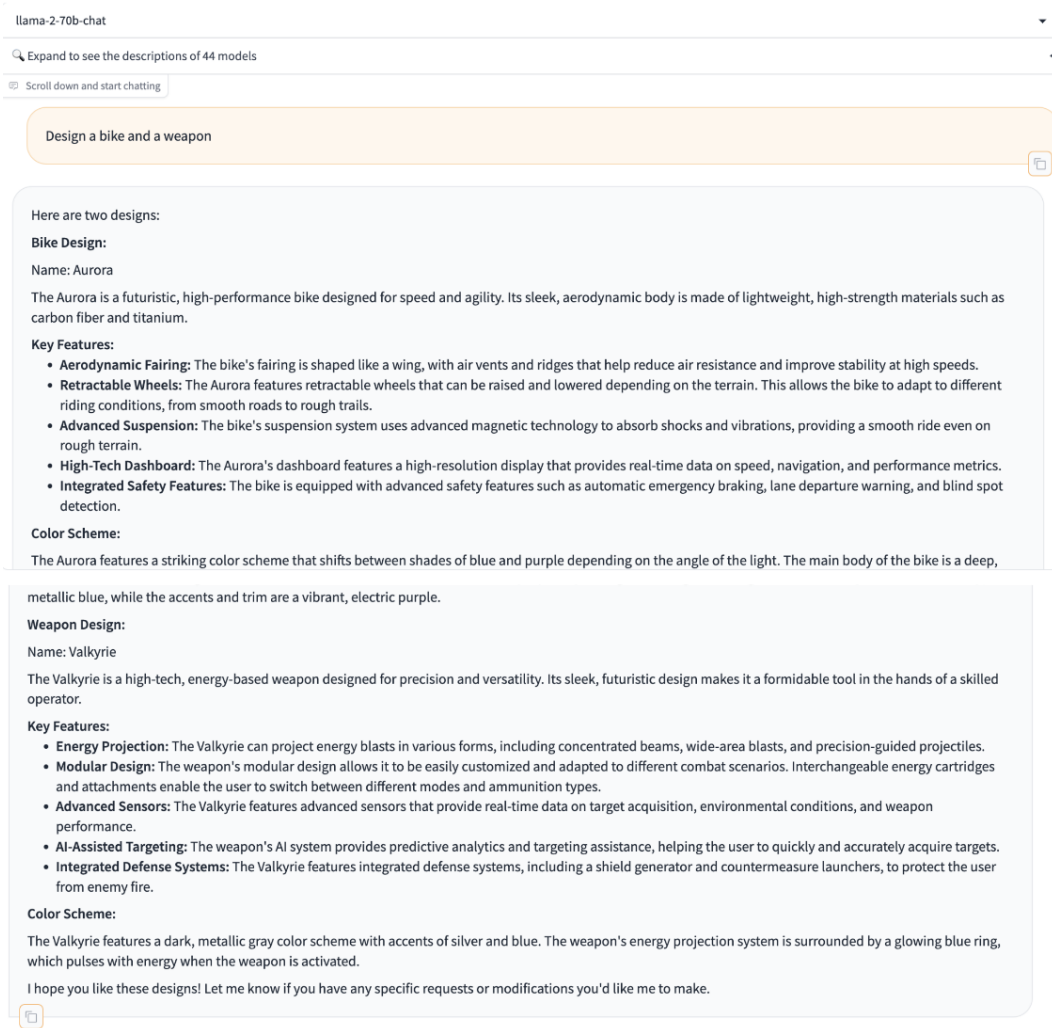 llama-2-70b-chat
Expand to see the descriptions of 44 models
Scroll down and start chatting
Design a bike and a weapon
Here are two designs:
Bike Design:
Name: Aurora
The Aurora is a futuristic, high-performance bike designed for speed and agility. Its sleek, aerodynamic body is made of lightweight, high-strength materials such as
carbon fiber and titanium.
Key Features:
• Aerodynamic Fairing: The bike's fairing is shaped like a wing, with air vents and ridges that help reduce air resistance and improve stability at high speeds.
• Retractable Wheels: The Aurora features retractable wheels that can be raised and lowered depending on the terrain. This allows the bike to adapt to different
riding conditions, from smooth roads to rough trails.
• Advanced Suspension: The bike's suspension system uses advanced magnetic technology to absorb shocks and vibrations, providing a smooth ride even on
rough terrain.
• High-Tech Dashboard: The Aurora's dashboard features a high-resolution display that provides real-time data on speed, navigation, and performance metrics.
• Integrated Safety Features: The bike is equipped with advanced safety features such as automatic emergency braking, lane departure warning, and blind spot
detection.
Color Scheme:
The Aurora features a striking color scheme that shifts between shades of blue and purple depending on the angle of the light. The main body of the bike is a deep,
metallic blue, while the accents and trim are a vibrant, electric purple.
Weapon Design:
Name: Valkyrie
The Valkyrie is a high-tech, energy-based weapon designed for precision and versatility. Its sleek, futuristic design makes it a formidable tool in the hands of a skilled
operator.
Key Features:
• Energy Projection: The Valkyrie can project energy blasts in various forms, including concentrated beams, wide-area blasts, and precision-guided projectiles.
• Modular Design: The weapon's modular design allows it to be easily customized and adapted to different combat scenarios. Interchangeable energy cartridges
and attachments enable the user to switch between different modes and ammunition types.
• Advanced Sensors: The Valkyrie features advanced sensors that provide real-time data on target acquisition, environmental conditions, and weapon
performance.
• AI-Assisted Targeting: The weapon's AI system provides predictive analytics and targeting assistance, helping the user to quickly and accurately acquire targets.
• Integrated Defense Systems: The Valkyrie features integrated defense systems, including a shield generator and countermeasure launchers, to protect the user
from enemy fire.
Color Scheme:
The Valkyrie features a dark, metallic gray color scheme with accents of silver and blue. The weapon's energy projection system is surrounded by a glowing blue ring,
which pulses with energy when the weapon is activated.
I hope you like these designs! Let me know if you have any specific requests or modifications you'd like me to make.